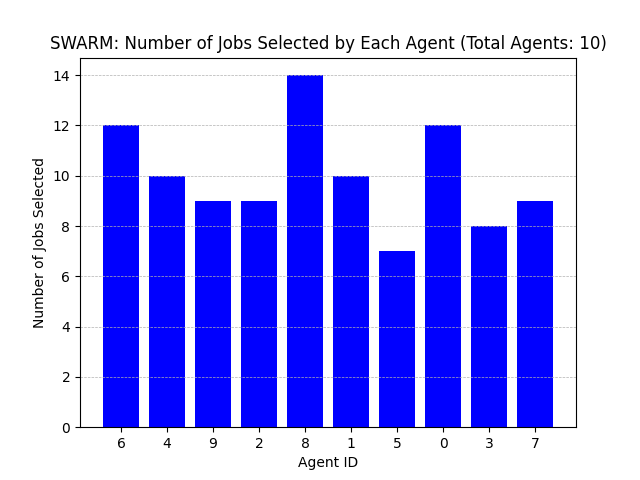 SWARM: Number of Jobs Selected by Each Agent (Total Agents: 10)
14
12
10
8
6
4
2
0
Number of Jobs Selected
6 4 9 2 8 1 5 0 3 7
Agent ID